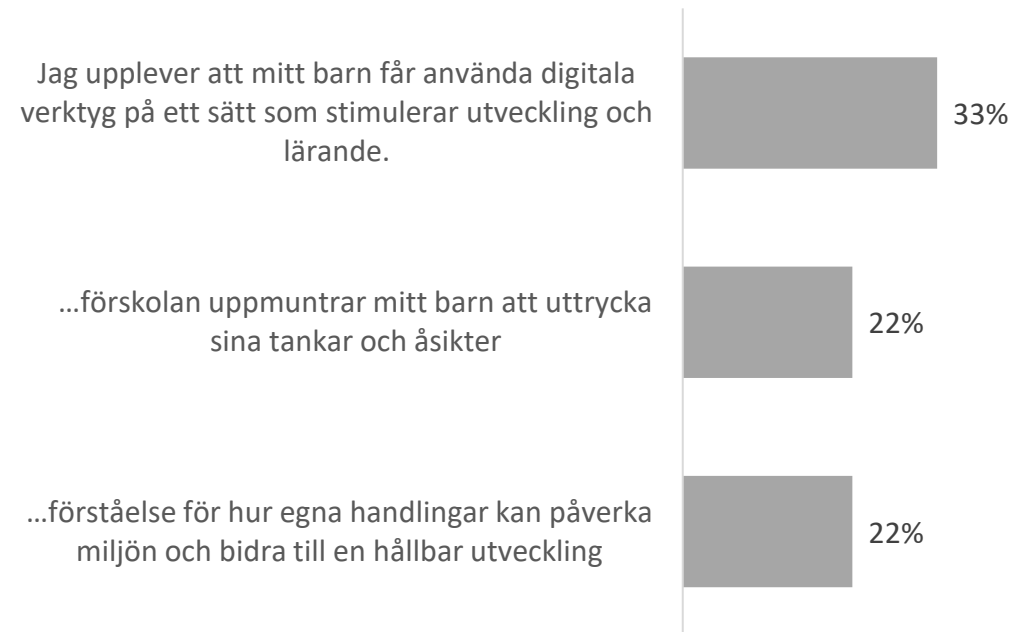 Jag upplever att mitt barn får använda digitala
verktyg på ett sätt som stimulerar utveckling och
lärande.
33%
...förskolan uppmuntrar mitt barn att uttrycka
sina tankar och åsikter
22%
...förståelse för hur egna handlingar kan påverka
miljön och bidra till en hållbar utveckling
22%